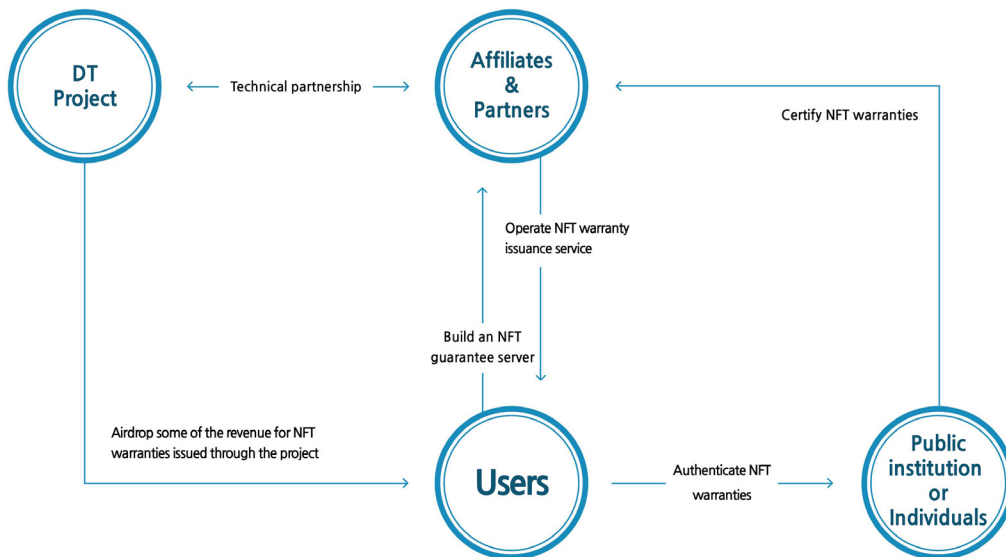 DT
Project
Technical partnership
Affiliates
&
Partners
Certify NFT warranties
Operate NFT warranty
issuance service
Build an NFT
guarantee server
Airdrop some of the revenue for NFT
warranties issued through the project
Users
Authenticate NFT
warranties
Public
institution
or
Individuals